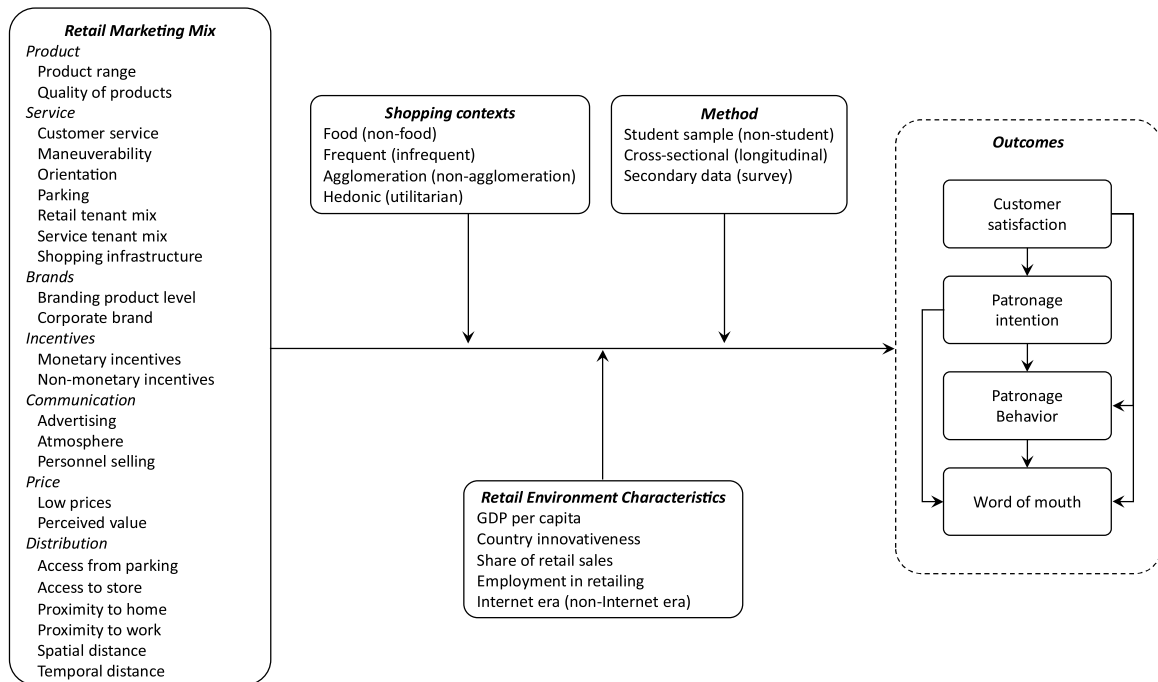 Retail Marketing Mix
Product
Product range
Quality of products
Service
Customer service
Maneuverability
Orientation
Parking
Retail tenant mix
Service tenant mix
Shopping infrastructure
Brands
Branding product level
Corporate brand
Incentives
Monetary incentives
Non-monetary incentives
Communication
Advertising
Atmosphere
Personnel selling
Price
Low prices
Perceived value
Distribution
Access from parking
Access to store
Proximity to home
Proximity to work
Spatial distance
Temporal distance
Shopping contexts
Food (non-food)
Frequent (infrequent)
Agglomeration (non-agglomeration)
Hedonic (utilitarian)
Method
Student sample (non-student)
Cross-sectional (longitudinal)
Secondary data (survey)
Retail Environment Characteristics
GDP per capita
Country innovativeness
Share of retail sales
Employment in retailing
Internet era (non-Internet era)
Outcomes
Customer
satisfaction
Patronage
intention
Patronage
Behavior
Word of mouth